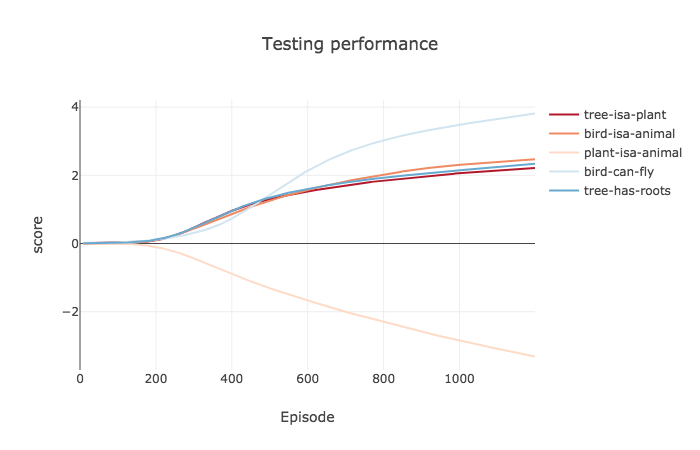 Testing performance
4
2
0
−2
0
200
400
600
800
1000
score
Episode
tree-isa-plant
bird-isa-animal
plant-isa-animal
bird-can-fly
tree-has-roots